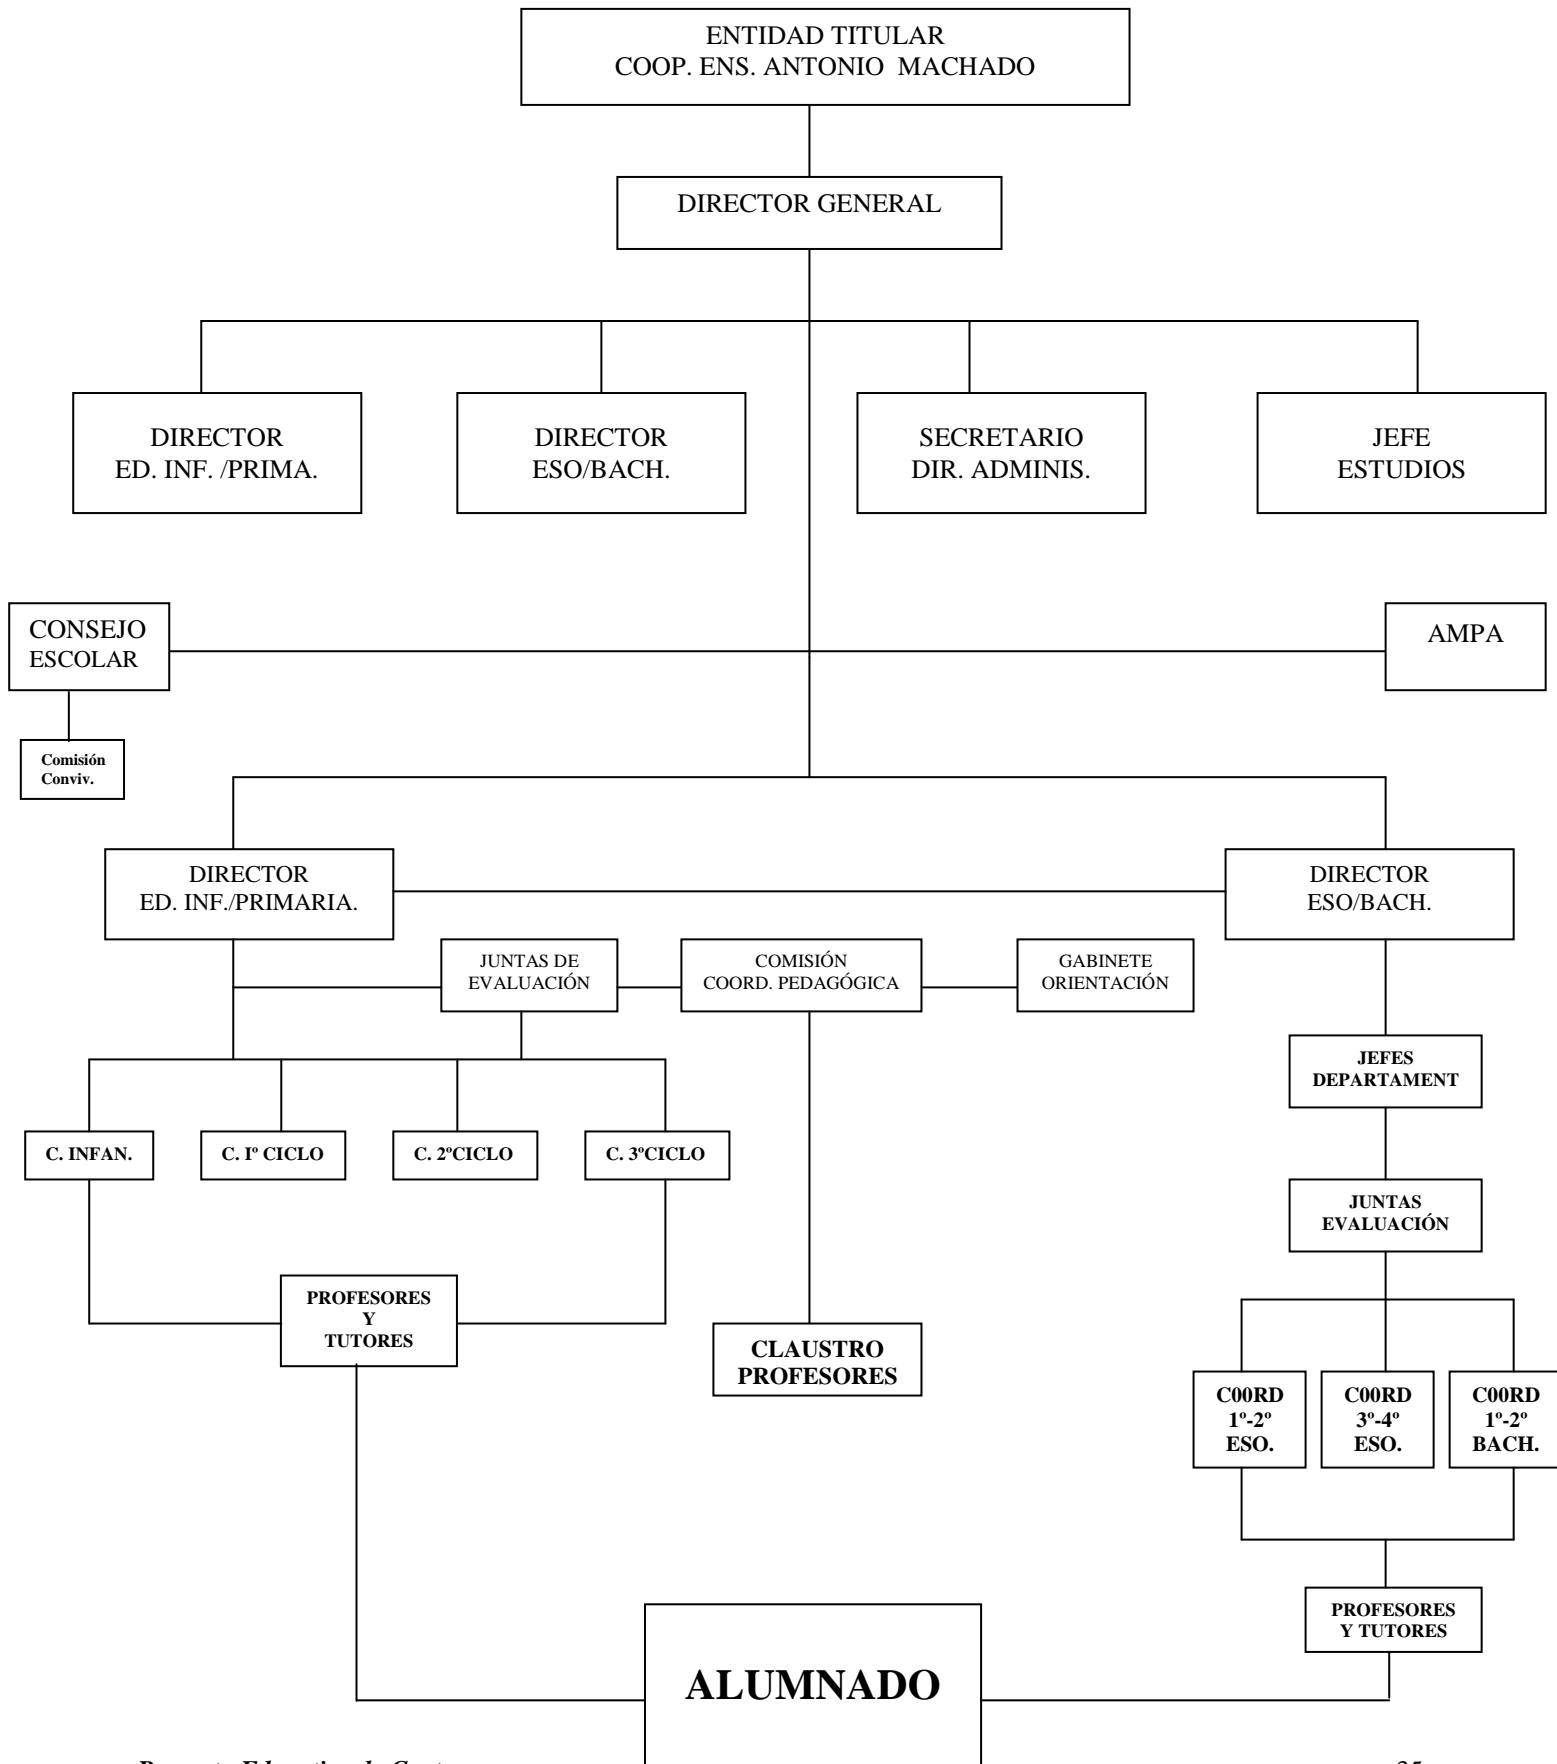 ENTIDAD TITULAR
COOP. ENS. ANTONIO MACHADO
DIRECTOR GENERAL
DIRECTOR
ED. INF. /PRIMA.
DIRECTOR
ESO/BACH.
SECRETARIO
DIR. ADMINIS.
JEFE
ESTUDIOS
CONSEJO
ESCOLAR
AMPA
Comisión
Conviv.
DIRECTOR
ED. INF./PRIMARIA.
DIRECTOR
ESO/BACH.
JUNTAS DE
EVALUACIÓN
COMISIÓN
COORD. PEDAGÓGICA
GABINETE
ORIENTACIÓN
JEFES
DEPARTAMENT
C. INFAN.
C. Iº CICLO
C. 2ºCICLO
C. 3ºCICLO
JUNTAS
EVALUACIÓN
PROFESORES
Y
TUTORES
CLAUSTRO
PROFESORES
C00RD
1º-2º
ESO.
C00RD
3º-4º
ESO.
C00RD
1º-2º
BACH.
PROFESORES
Y TUTORES
ALUMNADO